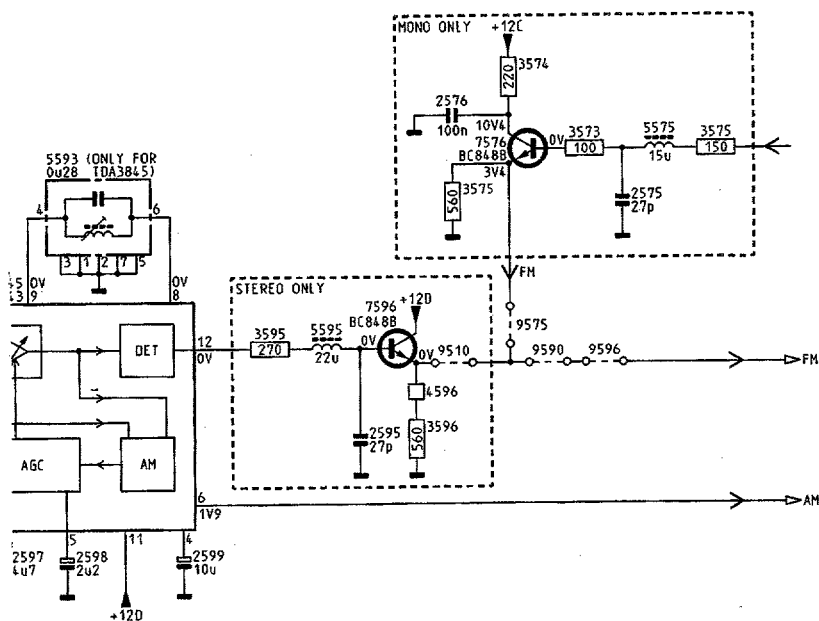 MONO ONLY
+12C
3574
220
2576
100n
10V4
7576
BC848B
3V4
0V
3573
100
5575
15u
3575
150
3575
560
2575
27p
FM
9575
5593 (ONLY FOR
0u28 TDA3845)
4
6
3 1 2 7 5
0V
9
0V
8
45
13
STEREO ONLY
7596
BC848B
+12D
12
0V
3595
270
5595
22u
0V
0V
9510
9590
9596
FM
4596
3596
560
2595
27p
DET
AGC
AM
6
1V9
AM
5
11
4
2597
4u7
2598
2u2
2599
10u
+12D